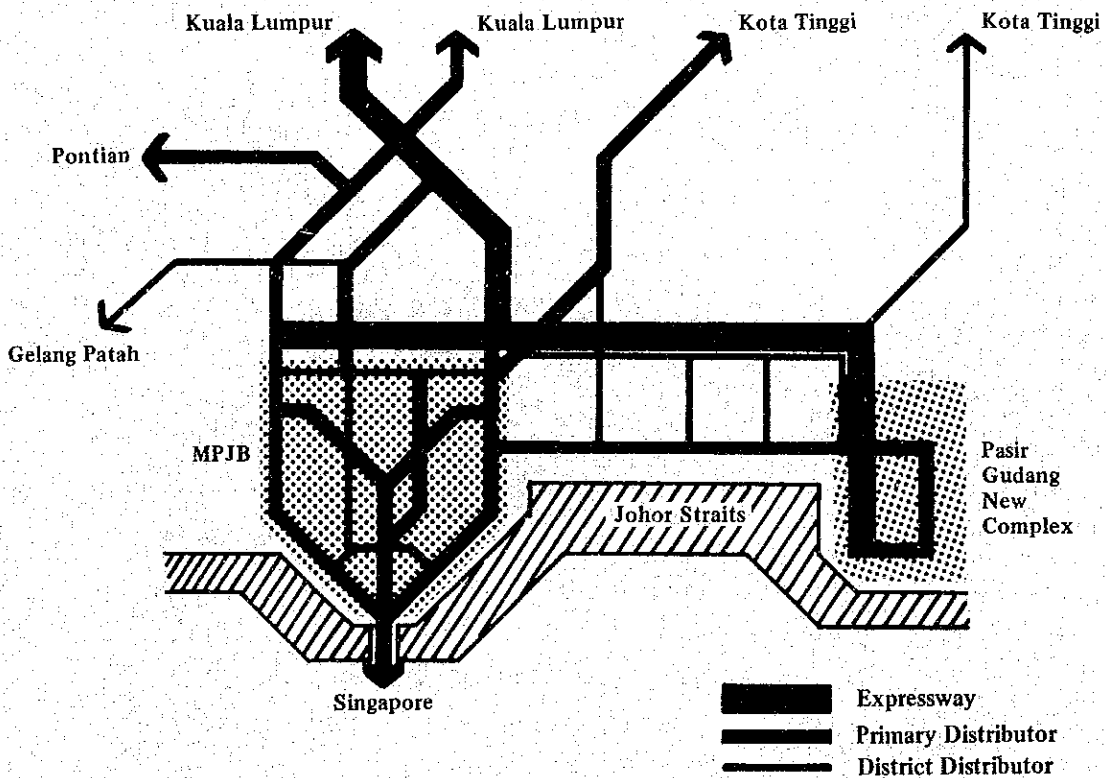 Kuala Lumpur
Kuala Lumpur
Kota Tinggi
Kota Tinggi
Pontian
Gelang Patah
MPJB
Johor Straits
Pasir
Gudang
New
Complex
Singapore
Expressway
Primary Distributor
District Distributor